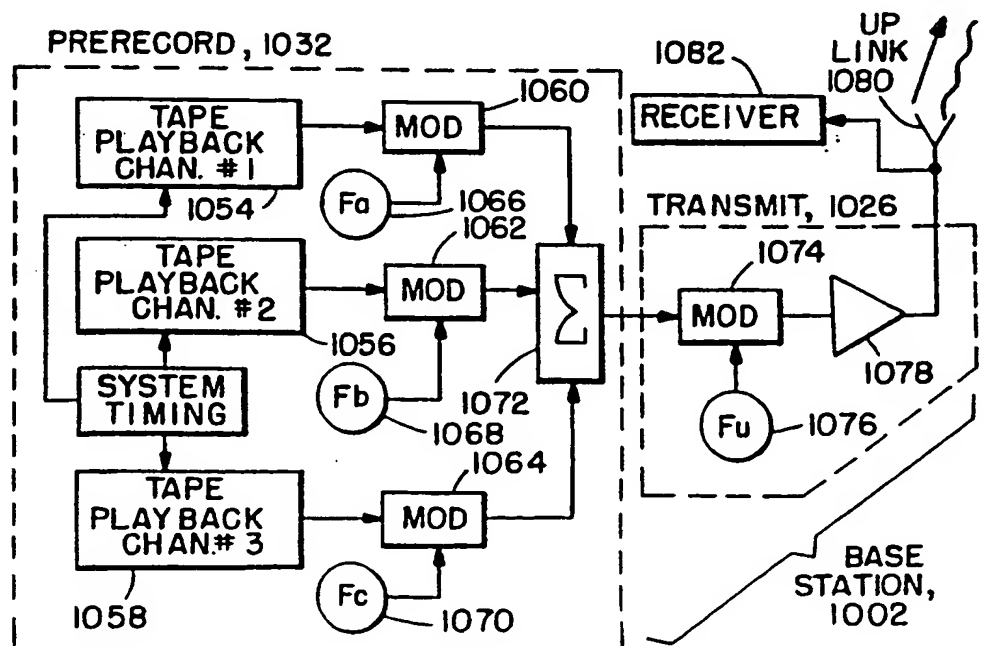 PRERECORD, 1032
TAPE
PLAYBACK
CHAN. #1
1054
MOD
1060
Fa
1066
TAPE
PLAYBACK
CHAN. #2
1056
MOD
1062
Fb
1068
SYSTEM
TIMING
TAPE
PLAYBACK
CHAN.# 3
1058
MOD
1064
Fc
1070
Σ
1072
1082
RECEIVER
UP
LINK
1080
TRANSMIT, 1026
1074
MOD
1078
Fu
1076
BASE
STATION,
1002